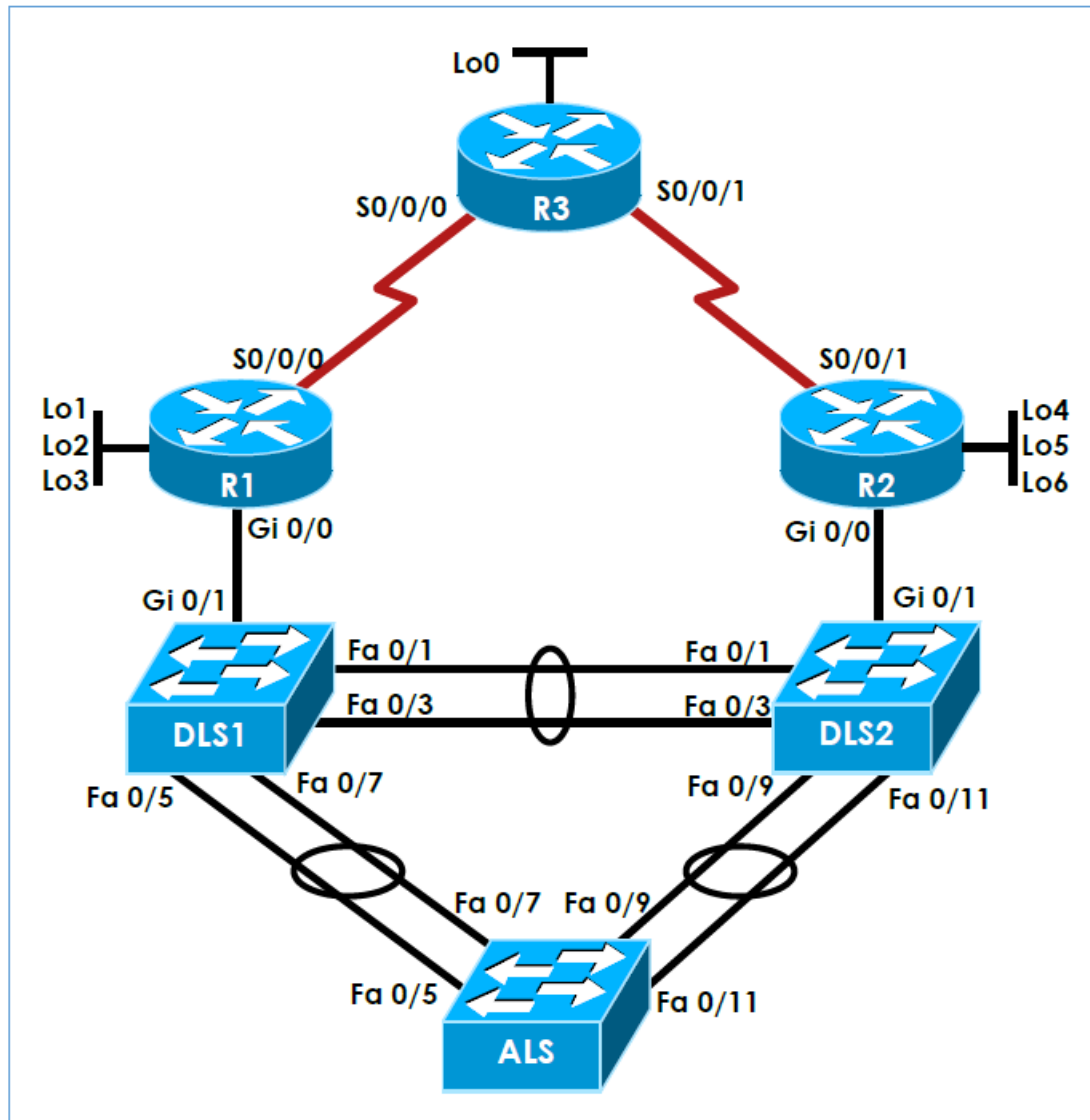 Lo0
R3
S0/0/0
S0/0/1
S0/0/0
S0/0/1
Lo1
Lo2
Lo3
R1
Lo4
Lo5
Lo6
R2
Gi 0/0
Gi 0/0
Gi 0/1
Gi 0/1
Fa 0/1
Fa 0/1
Fa 0/3
Fa 0/3
DLS1
DLS2
Fa 0/5
Fa 0/7
Fa 0/9
Fa 0/11
Fa 0/7
Fa 0/9
Fa 0/5
Fa 0/11
ALS